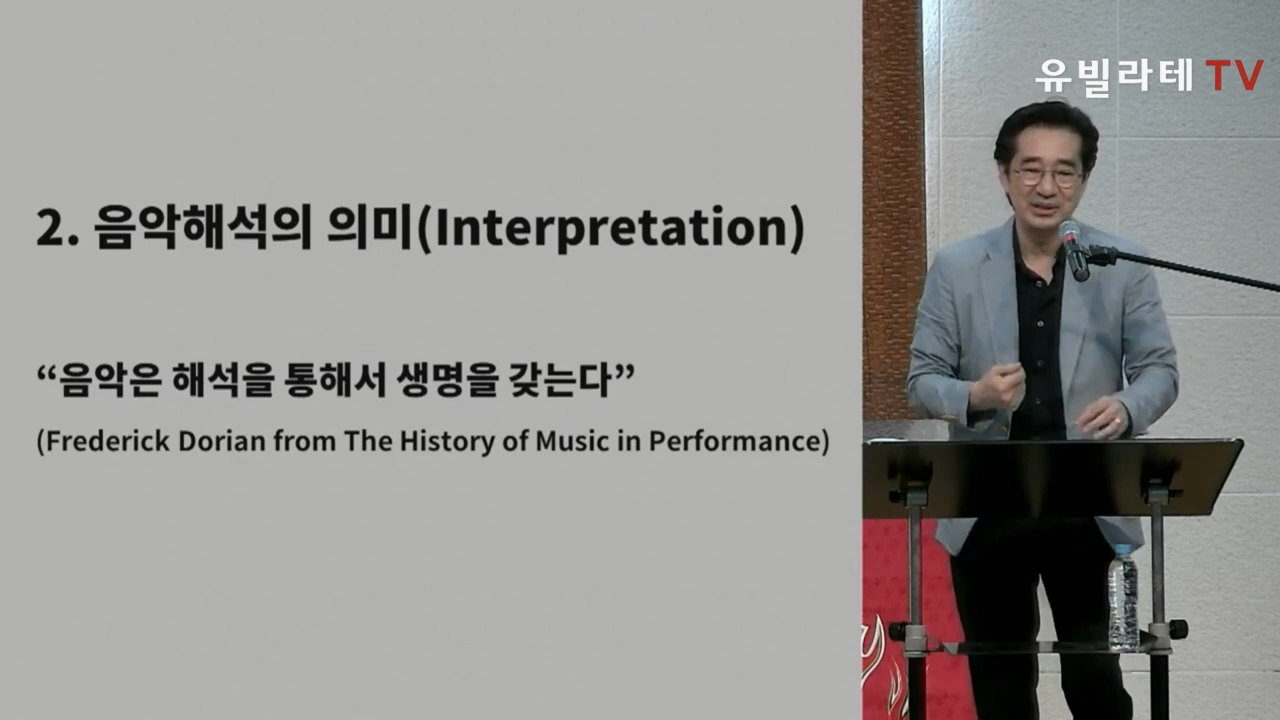 유빌라테 TV
2. 음악해석의 의미(Interpretation)
“음악은 해석을 통해서 생명을 갖는다”
(Frederick Dorian from The History of Music in Performance)